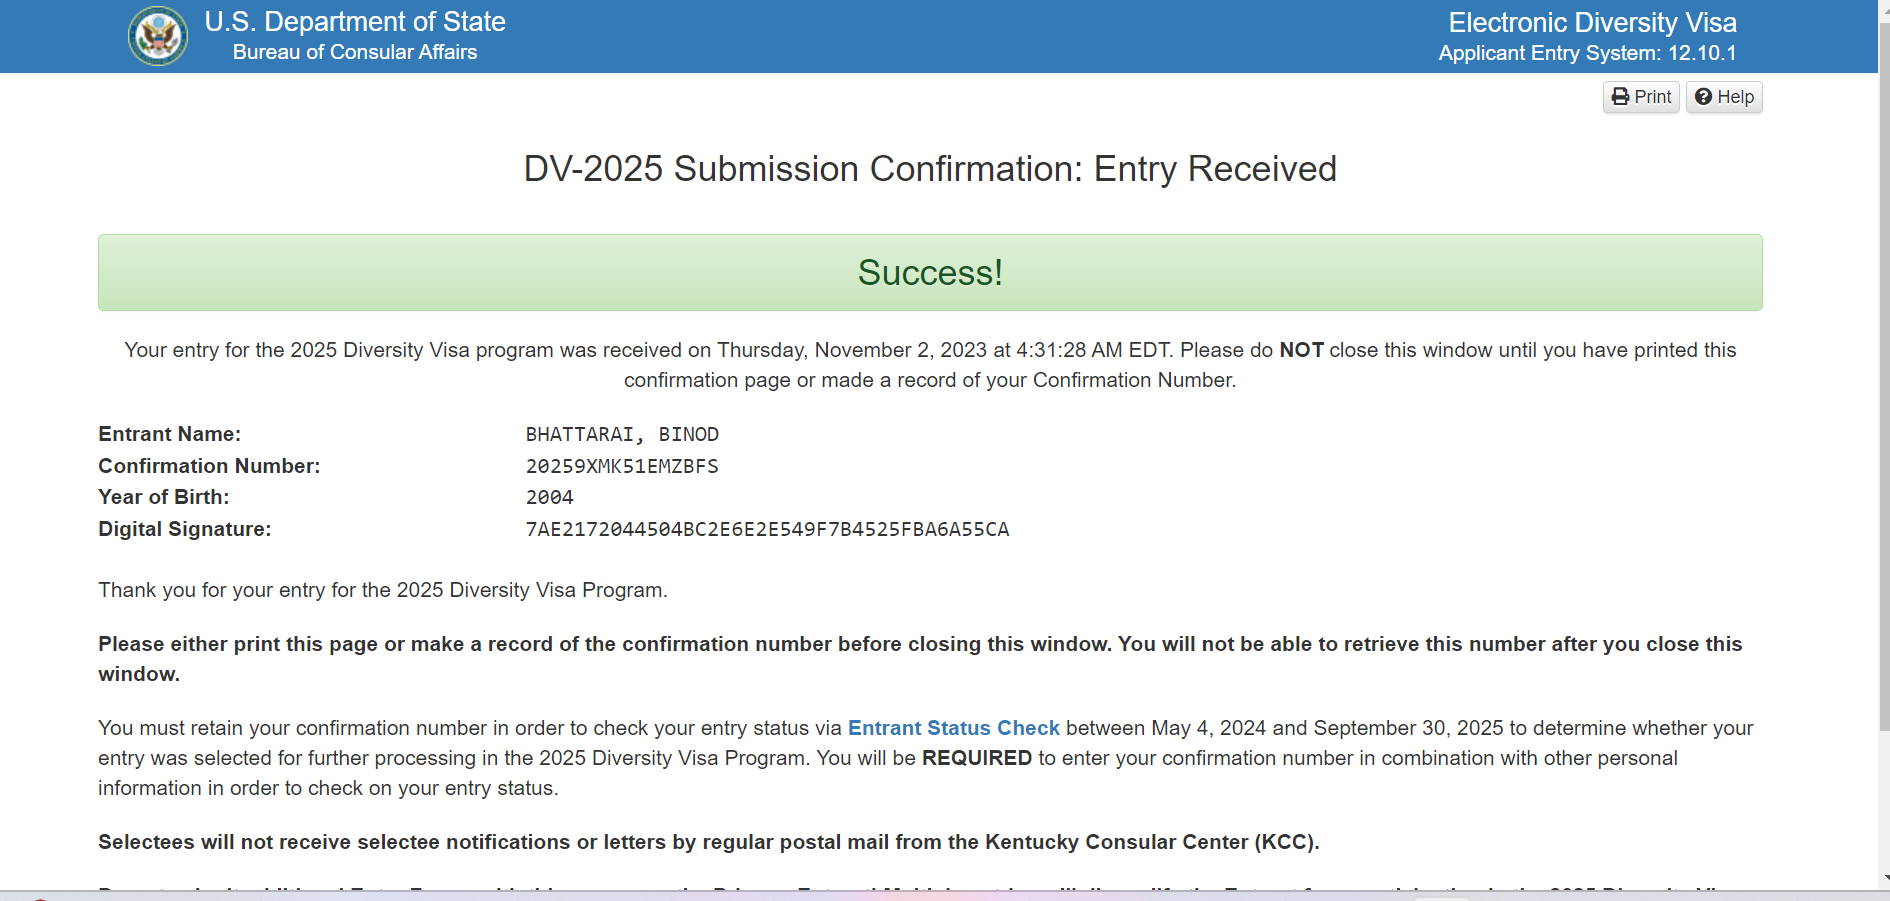 U.S. Department of State
Bureau of Consular Affairs
Electronic Diversity Visa
Applicant Entry System: 12.10.1
Print
Help
DV-2025 Submission Confirmation: Entry Received
Success!
Your entry for the 2025 Diversity Visa program was received on Thursday, November 2, 2023 at 4:31:28 AM EDT. Please do NOT close this window until you have printed this
confirmation page or made a record of your Confirmation Number.
Entrant Name: BHATTARAI, BINOD
Confirmation Number: 20259XMK51EMZBFS
Year of Birth: 2004
Digital Signature: 7AE2172044504BC2E6E2E549F7B4525FBA6A55CA
Thank you for your entry for the 2025 Diversity Visa Program.
Please either print this page or make a record of the confirmation number before closing this window. You will not be able to retrieve this number after you close this
window.
You must retain your confirmation number in order to check your entry status via Entrant Status Check between May 4, 2024 and September 30, 2025 to determine whether your
entry was selected for further processing in the 2025 Diversity Visa Program. You will be REQUIRED to enter your confirmation number in combination with other personal
information in order to check on your entry status.
Selectees will not receive selectee notifications or letters by regular postal mail from the Kentucky Consular Center (KCC).